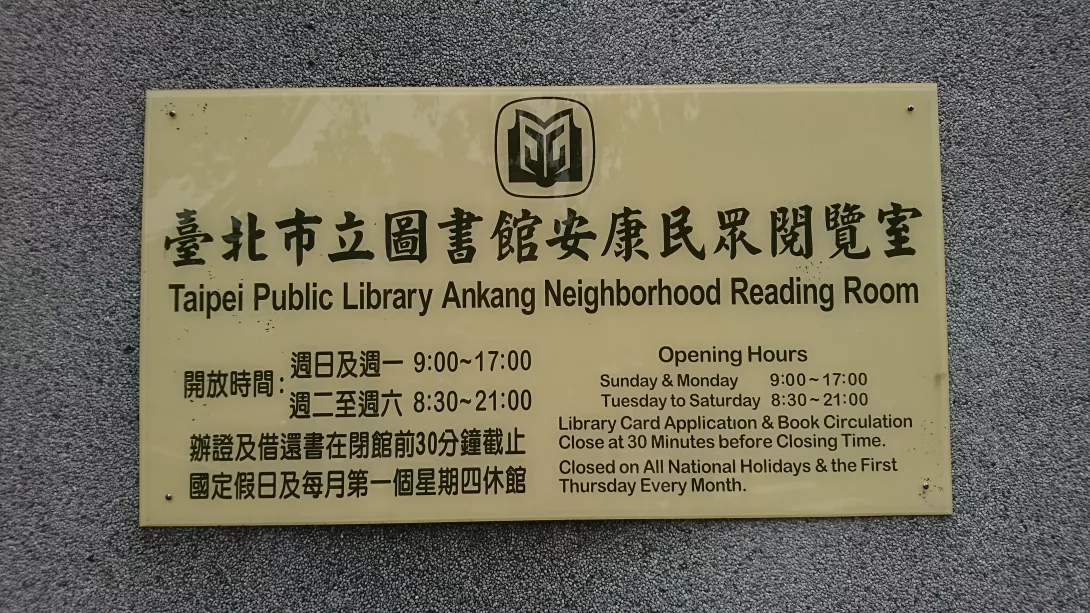 臺北市立圖書館安康民眾閱覽室
Taipei Public Library Ankang Neighborhood Reading Room
開放時間:
週日及週一 9:00~17:00
週二至週六 8:30~21:00
辦證及借還書在閉館前30分鐘截止
國定假日及每月第一個星期四休館
Opening Hours
Sunday & Monday 9:00~17:00
Tuesday to Saturday 8:30~21:00
Library Card Application & Book Circulation
Close at 30 Minutes before Closing Time.
Closed on All National Holidays & the First
Thursday Every Month.